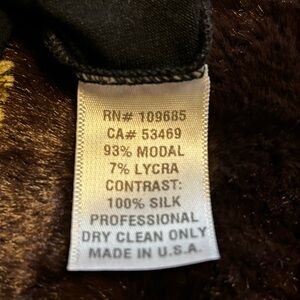 RN# 109685
CA# 53469
93% MODAL
7% LYCRA
CONTRAST:
100% SILK
PROFESSIONAL
DRY CLEAN ONLY
MADE IN U.S.A.